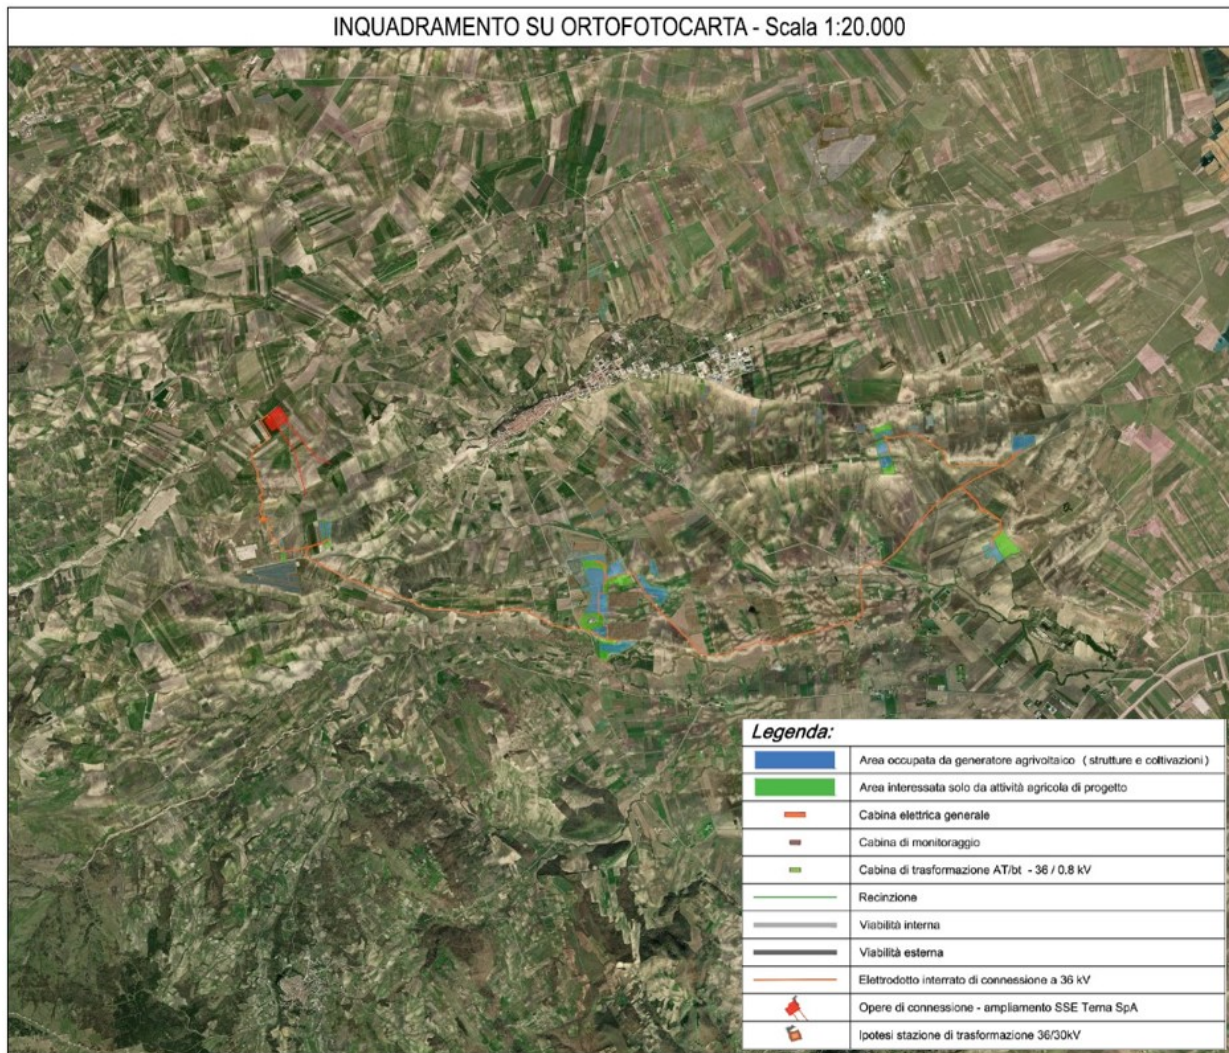 INQUADRAMENTO SU ORTOFOTOCARTA - Scala 1:20.000
Legenda:
Area occupata da generatore agrivoltaico ( strutture e coltivazioni )
Area interessata solo da attività agricola di progetto
Cabina elettrica generale
Cabina di monitoraggio
Cabina di trasformazione AT/bt - 36 / 0.8 kV
Recinzione
Viabilità interna
Viabilità esterna
Elettrodotto interrato di connessione a 36 kV
Opere di connessione - ampliamento SSE Terna SpA
Ipotesi stazione di trasformazione 36/30kV